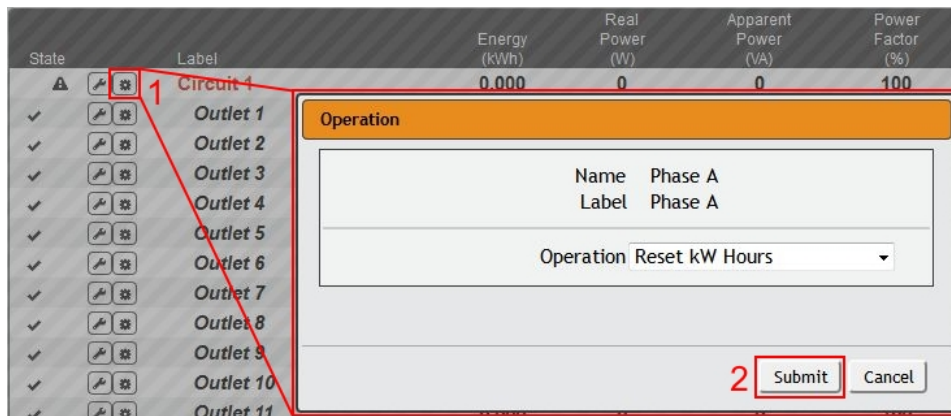 State Label Energy (kWh) Real Power (W) Apparent Power (VA) Power Factor (%)
1 Circuit 1 0.000 0 0 100
Outlet 1
Operation
Outlet 2
Outlet 3
Name Phase A
Outlet 4
Label Phase A
Outlet 5
Outlet 6
Operation Reset kW Hours
Outlet 7
Outlet 8
Outlet 9
Outlet 10
2 Submit Cancel
Outlet 11